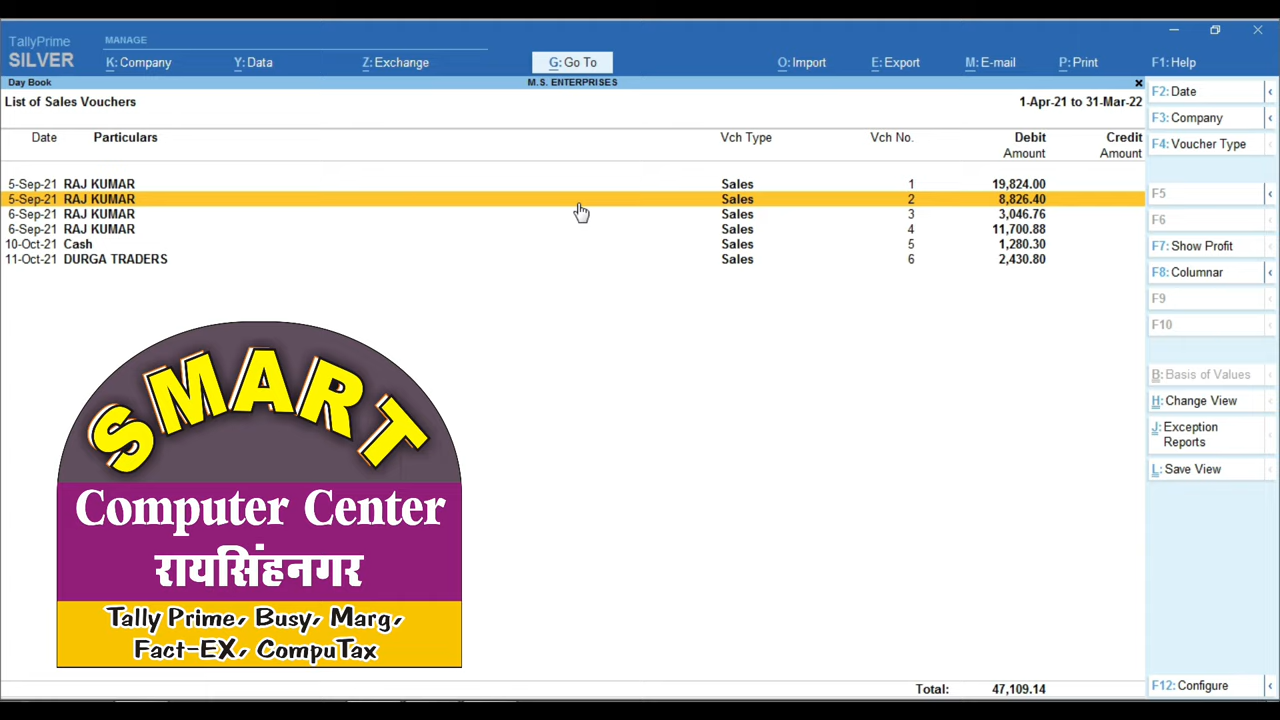 TallyPrime
SILVER
MANAGE
K: Company
Y: Data
Z: Exchange
G: Go To
O: Import
E: Export
M: E-mail
P: Print
F1: Help
Day Book
M.S. ENTERPRISES
List of Sales Vouchers
1-Apr-21 to 31-Mar-22
Date Particulars Vch Type Vch No. Debit Credit
Amount Amount
5-Sep-21 RAJ KUMAR Sales 1 19,824.00
5-Sep-21 RAJ KUMAR Sales 2 8,826.40
6-Sep-21 RAJ KUMAR Sales 3 3,046.76
6-Sep-21 RAJ KUMAR Sales 4 11,700.88
10-Oct-21 Cash Sales 5 1,280.30
11-Oct-21 DURGA TRADERS Sales 6 2,430.80
SMART
Computer Center
रायसिंहनगर
Tally Prime, Busy, Marg,
Fact-EX, CompuTax
Total: 47,109.14
F2: Date
F3: Company
F4: Voucher Type
F5
F6
F7: Show Profit
F8: Columnar
F9
F10
B: Basis of Values
H: Change View
J: Exception
Reports
L: Save View
F12: Configure